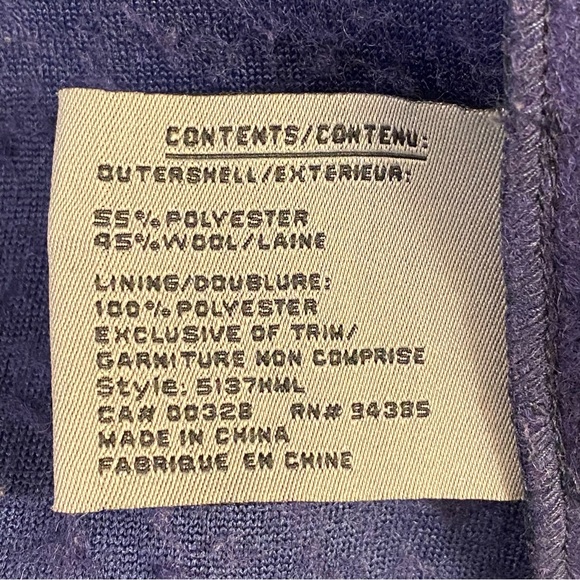 CONTENTS/CONTENU:
OUTERSHELL/EXTERIEUR:
55% POLYESTER
45% WOOL/LAINE
LINING/DOUBLURE:
100% POLYESTER
EXCLUSIVE OF TRIM/
GARNITURE NON COMPRISE
Style: 5137HML
CA# 00328 RN# 94385
MADE IN CHINA
FABRIQUE EN CHINE